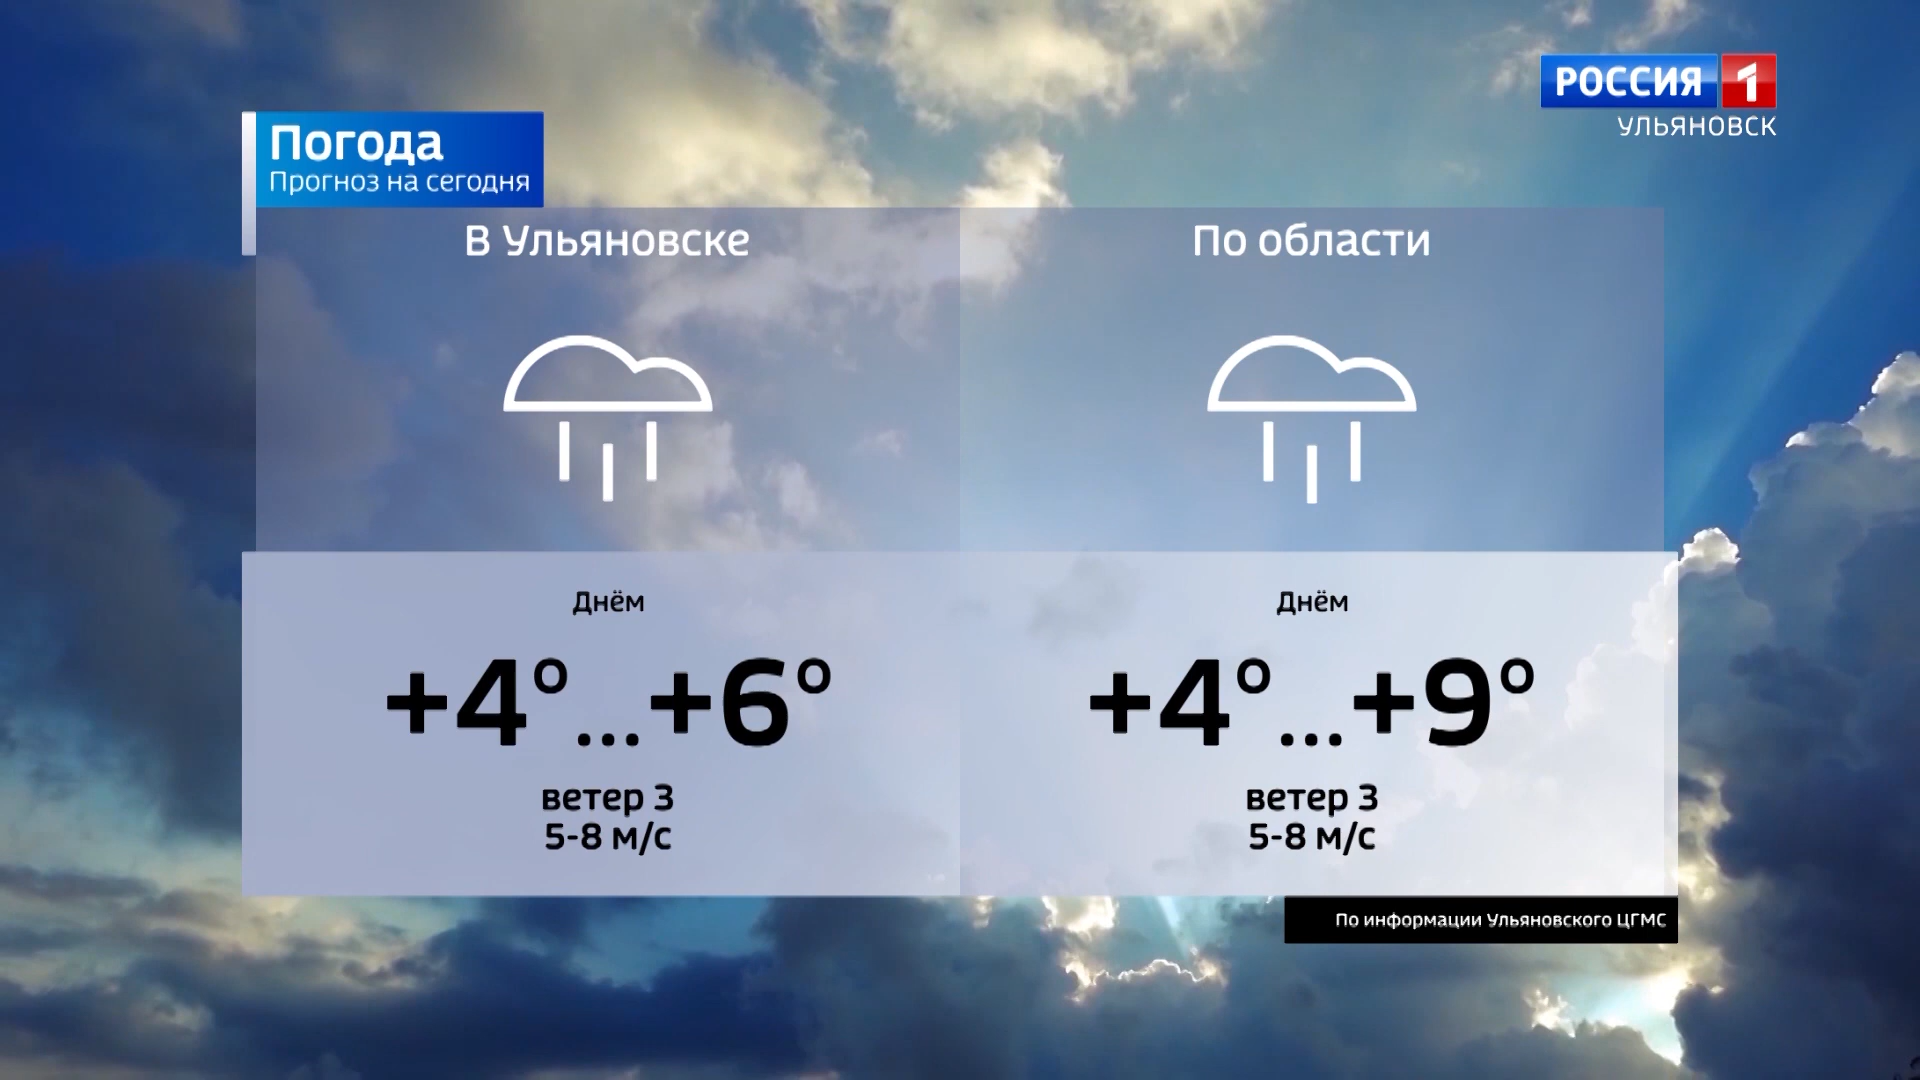 РОССИЯ 1
УЛЬЯНОВСК
Погода
Прогноз на сегодня
В Ульяновске
Днём
+4°...+6°
ветер З
5-8 м/с
По области
Днём
+4°...+9°
ветер З
5-8 м/с
По информации Ульяновского ЦГМС